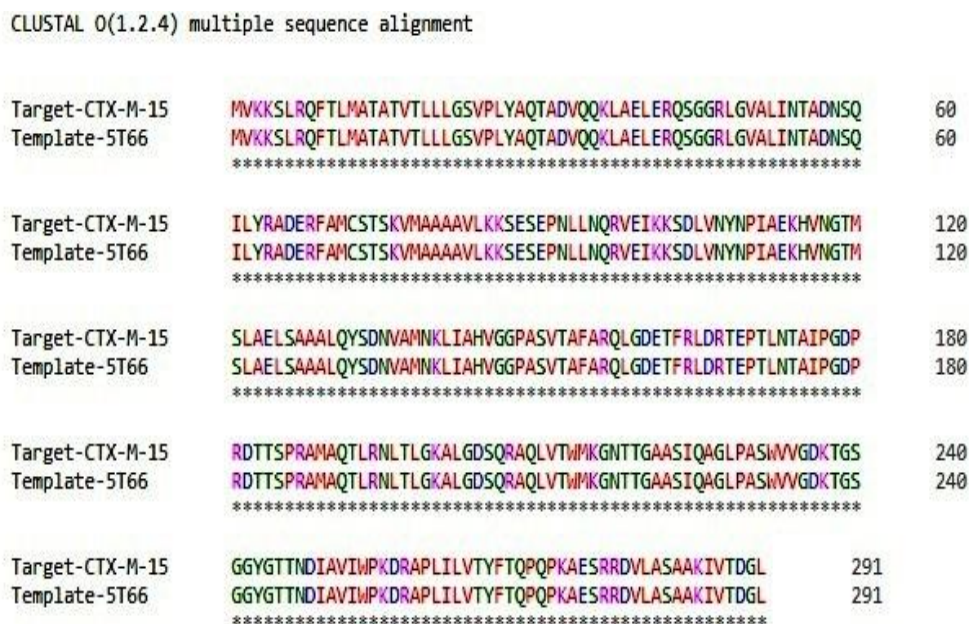 CLUSTAL O(1.2.4) multiple sequence alignment
Target-CTX-M-15 MVKKSLRQFTLMATATVTLLLGSVPLYAQTADVQQKLAELERQSGGRLGVALINTADNSQ 60
Template-5T66 MVKKSLRQFTLMATATVTLLLGSVPLYAQTADVQQKLAELERQSGGRLGVALINTADNSQ 60
************************************************************
Target-CTX-M-15 ILYRADERFAMCSTSKVMAAAAVLKKSESEPNLLNQRVEIKKSDLVNYNPIAEKHVNGTM 120
Template-5T66 ILYRADERFAMCSTSKVMAAAAVLKKSESEPNLLNQRVEIKKSDLVNYNPIAEKHVNGTM 120
************************************************************
Target-CTX-M-15 SLAELSAAALQYSDNVAMNKLIAHVGGPASVTAFARQLGDETFRLDRTEPTLNTAIPGDP 180
Template-5T66 SLAELSAAALQYSDNVAMNKLIAHVGGPASVTAFARQLGDETFRLDRTEPTLNTAIPGDP 180
************************************************************
Target-CTX-M-15 RDTTSPRAMAQTLRNLTLGKALGDSQRAQLVTWMKGNTTGAASIQAGLPASWVVGDKTGS 240
Template-5T66 RDTTSPRAMAQTLRNLTLGKALGDSQRAQLVTWMKGNTTGAASIQAGLPASWVVGDKTGS 240
************************************************************
Target-CTX-M-15 GGYGTTNDIAVIWPKDRAPLILVTYFTQPQPKAESRRDVLASAAKIVTDGL 291
Template-5T66 GGYGTTNDIAVIWPKDRAPLILVTYFTQPQPKAESRRDVLASAAKIVTDGL 291
***************************************************